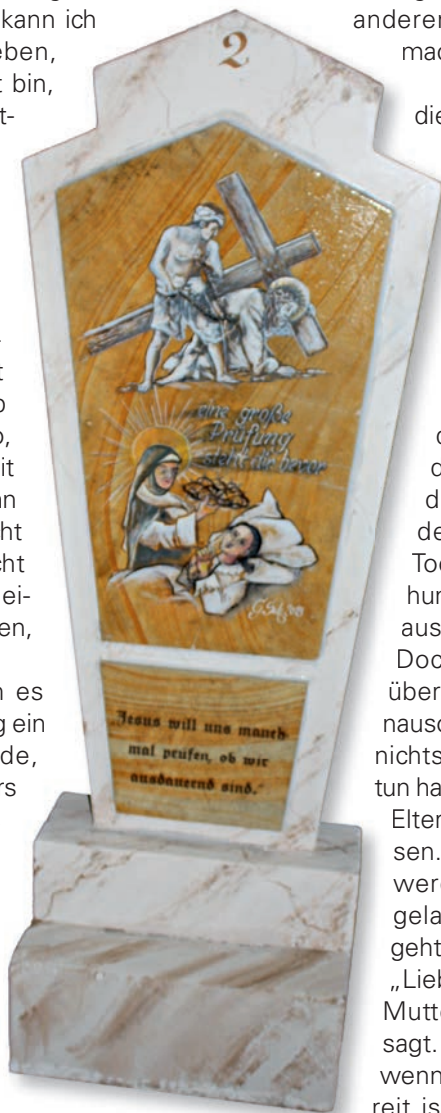 kann ich
eben,
t bin,
t-
t
o,
it
an
ht
cht
ei-
en,
n es
g ein
de,
rs
2
eine große
Prüfung
steht dir bevor
Jesus will uns manch-
mal prüfen, ob wir
ausdauernd sind."
anderen
mac
die
de
hun
aus
Doc
über
nausc
nichts
tun ha
Elter
sen.
were
gela
geht
„Lieb
Mutte
sagt.
wenn
reit is